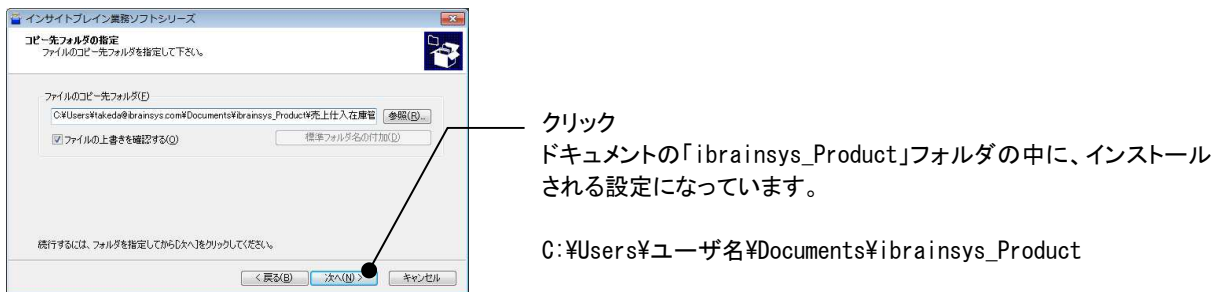 インサイトブレイン業務ソフトシリーズ
コピー先フォルダの指定
ファイルのコピー先フォルダを指定して下さい。
ファイルのコピー先フォルダ(F)
C:¥Users¥takeda@ibrainsys.com¥Documents¥ibrainsys_Product¥売上仕入在庫管
参照(R)...
ファイルの上書きを確認する(O)
標準フォルダ名の付加(D)
続行するには、フォルダを指定してから[次へ]をクリックしてください。
< 戻る(B)
次へ(N) >
キャンセル
クリック
ドキュメントの「ibrainsys_Product」フォルダの中に、インストール
される設定になっています。
C:¥Users¥ユーザ名¥Documents¥ibrainsys_Product